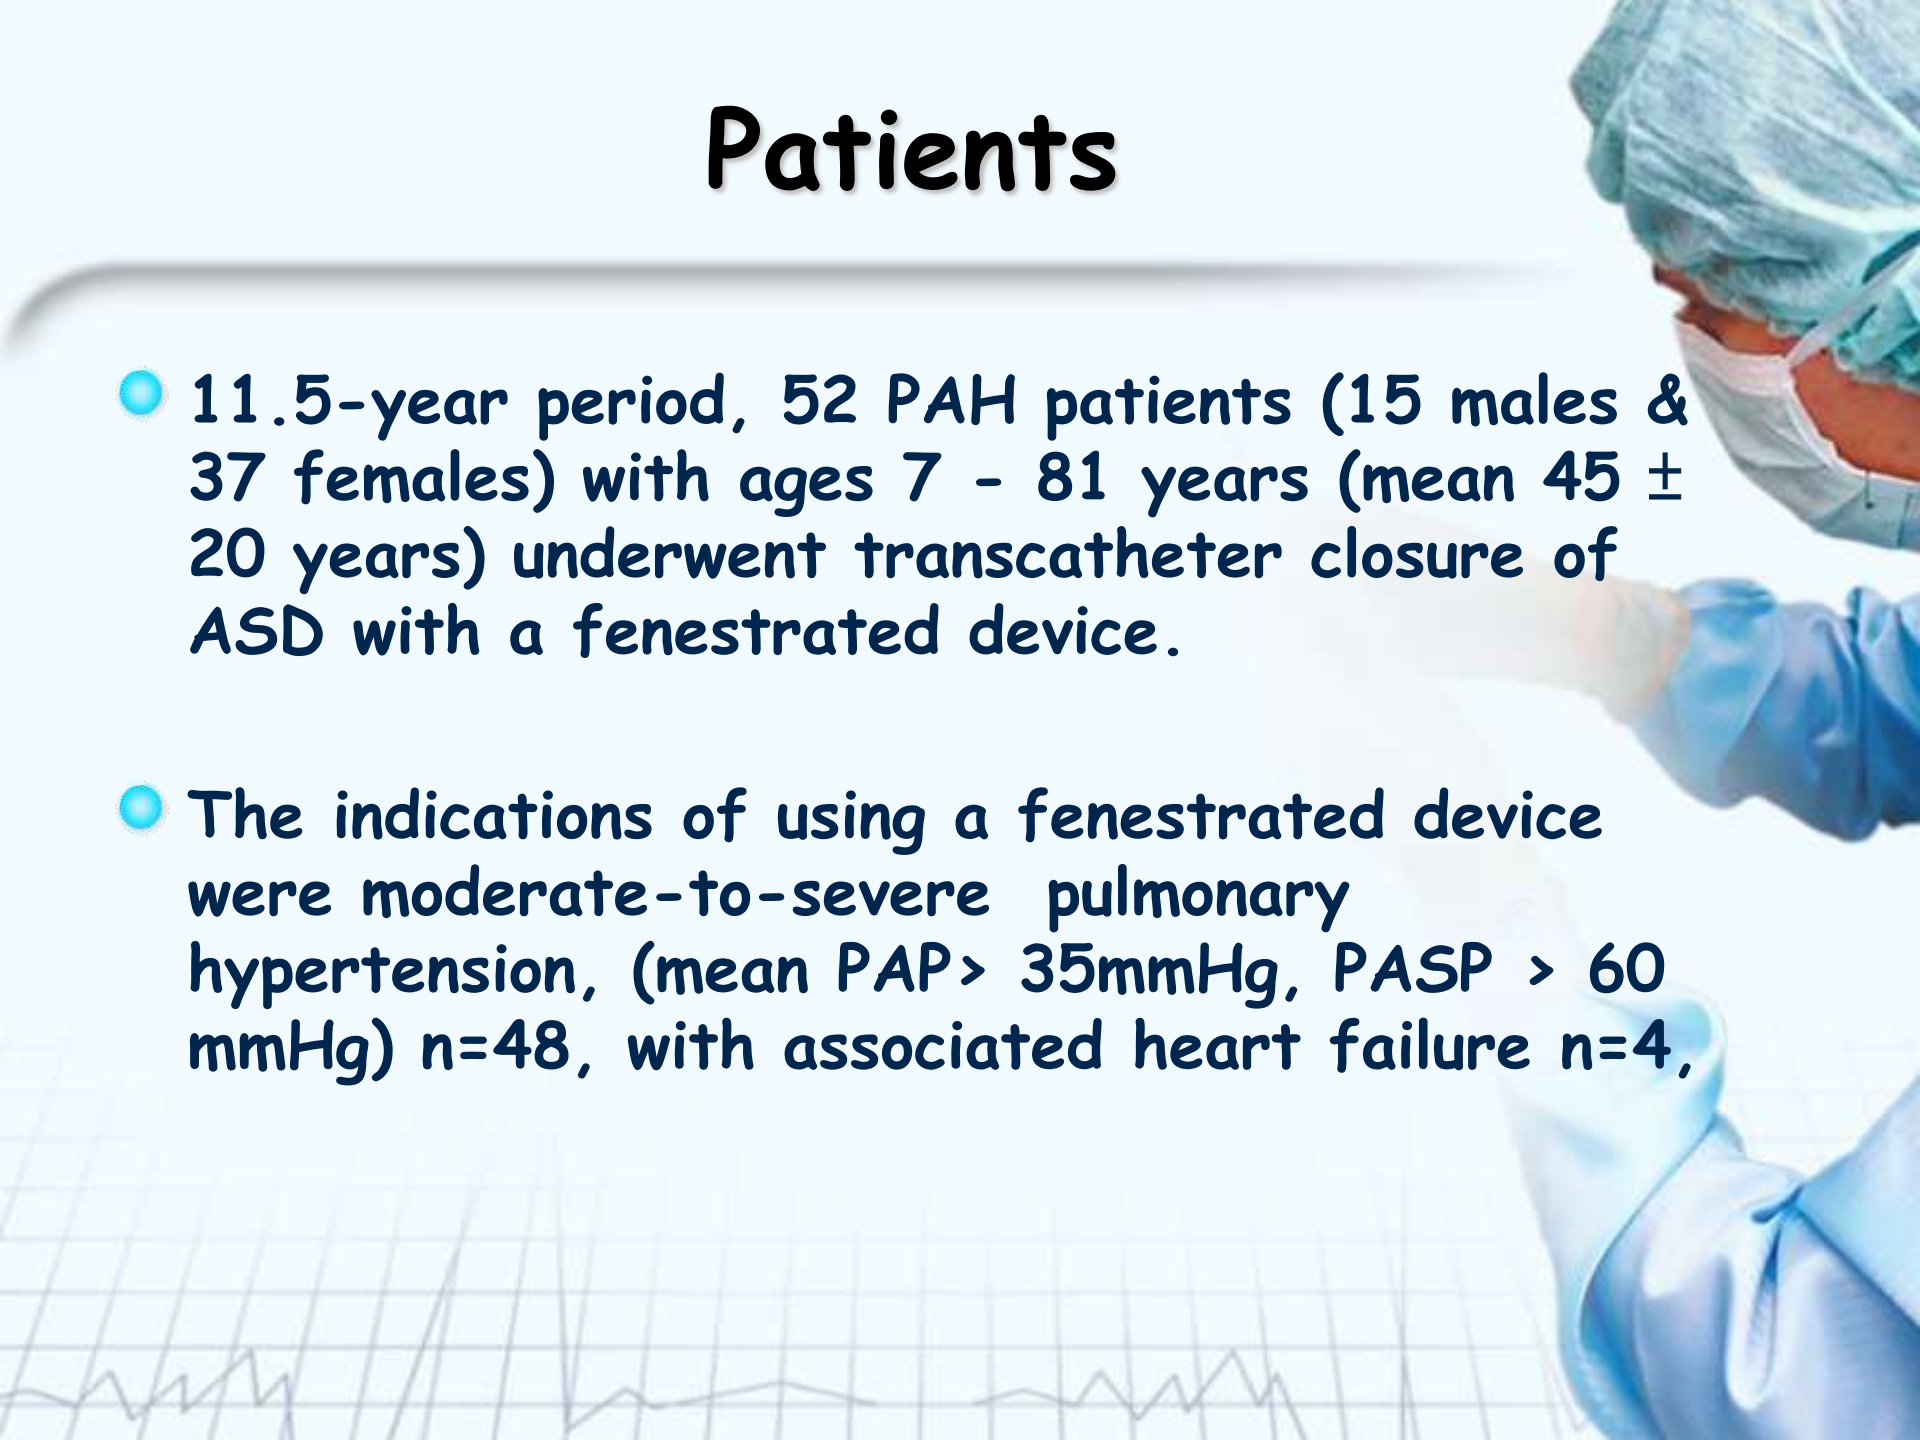 Patients
11.5-year period, 52 PAH patients (15 males &
37 females) with ages 7 - 81 years (mean 45 ±
20 years) underwent transcatheter closure of
ASD with a fenestrated device.
The indications of using a fenestrated device
were moderate-to-severe  pulmonary
hypertension, (mean PAP> 35mmHg, PASP > 60
mmHg) n=48, with associated heart failure n=4,